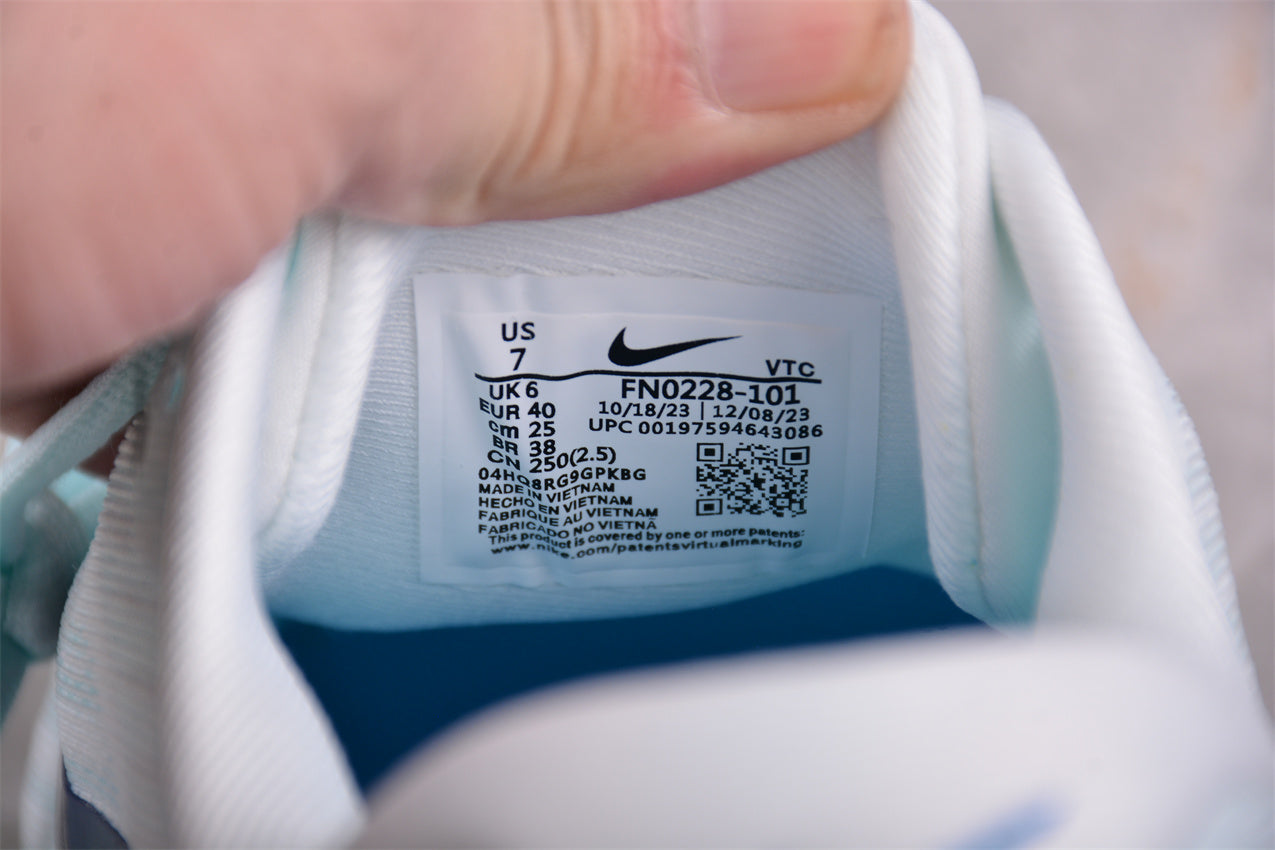 US
7
VTC
UK 6
EUR 40
cm 25
BR 38
CN 250(2.5)
FN0228-101
10/18/23 | 12/08/23
UPC 00197594643086
04HQ8RG9GPKBG
MADE IN VIETNAM
HECHO EN VIETNAM
FABRIQUE AU VIETNAM
FABRICADO NO VIETNÃ
This product is covered by one or more patents:
www.nike.com/patentsvirtualmarking